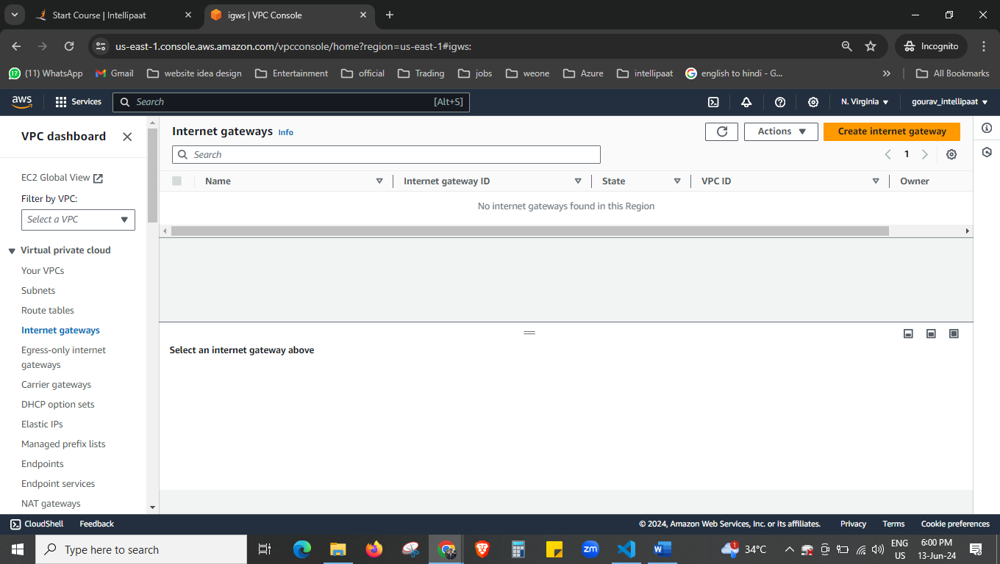 Start Course | Intellipaat
igws | VPC Console
us-east-1.console.aws.amazon.com/vpcconsole/home?region=us-east-1#igws:
Incognito
17 (11) WhatsApp
Gmail
website idea design
Entertainment
official
Trading
jobs
weone
Azure
intellipaat
english to hindi - G...
All Bookmarks
aws
Services
Search [Alt+S]
N. Virginia
gourav_intellipaat
VPC dashboard
EC2 Global View
Filter by VPC:
Select a VPC
Virtual private cloud
Your VPCs
Subnets
Route tables
Internet gateways
Egress-only internet
gateways
Carrier gateways
DHCP option sets
Elastic IPs
Managed prefix lists
Endpoints
Endpoint services
NAT gateways
Internet gateways Info
Actions
Create internet gateway
Search
1
Name Internet gateway ID State VPC ID Owner
No internet gateways found in this Region
Select an internet gateway above
CloudShell Feedback
© 2024, Amazon Web Services, Inc. or its affiliates. Privacy Terms Cookie preferences
Type here to search
zm
W
1
34°C
ENG
US
6:00 PM
13-Jun-24